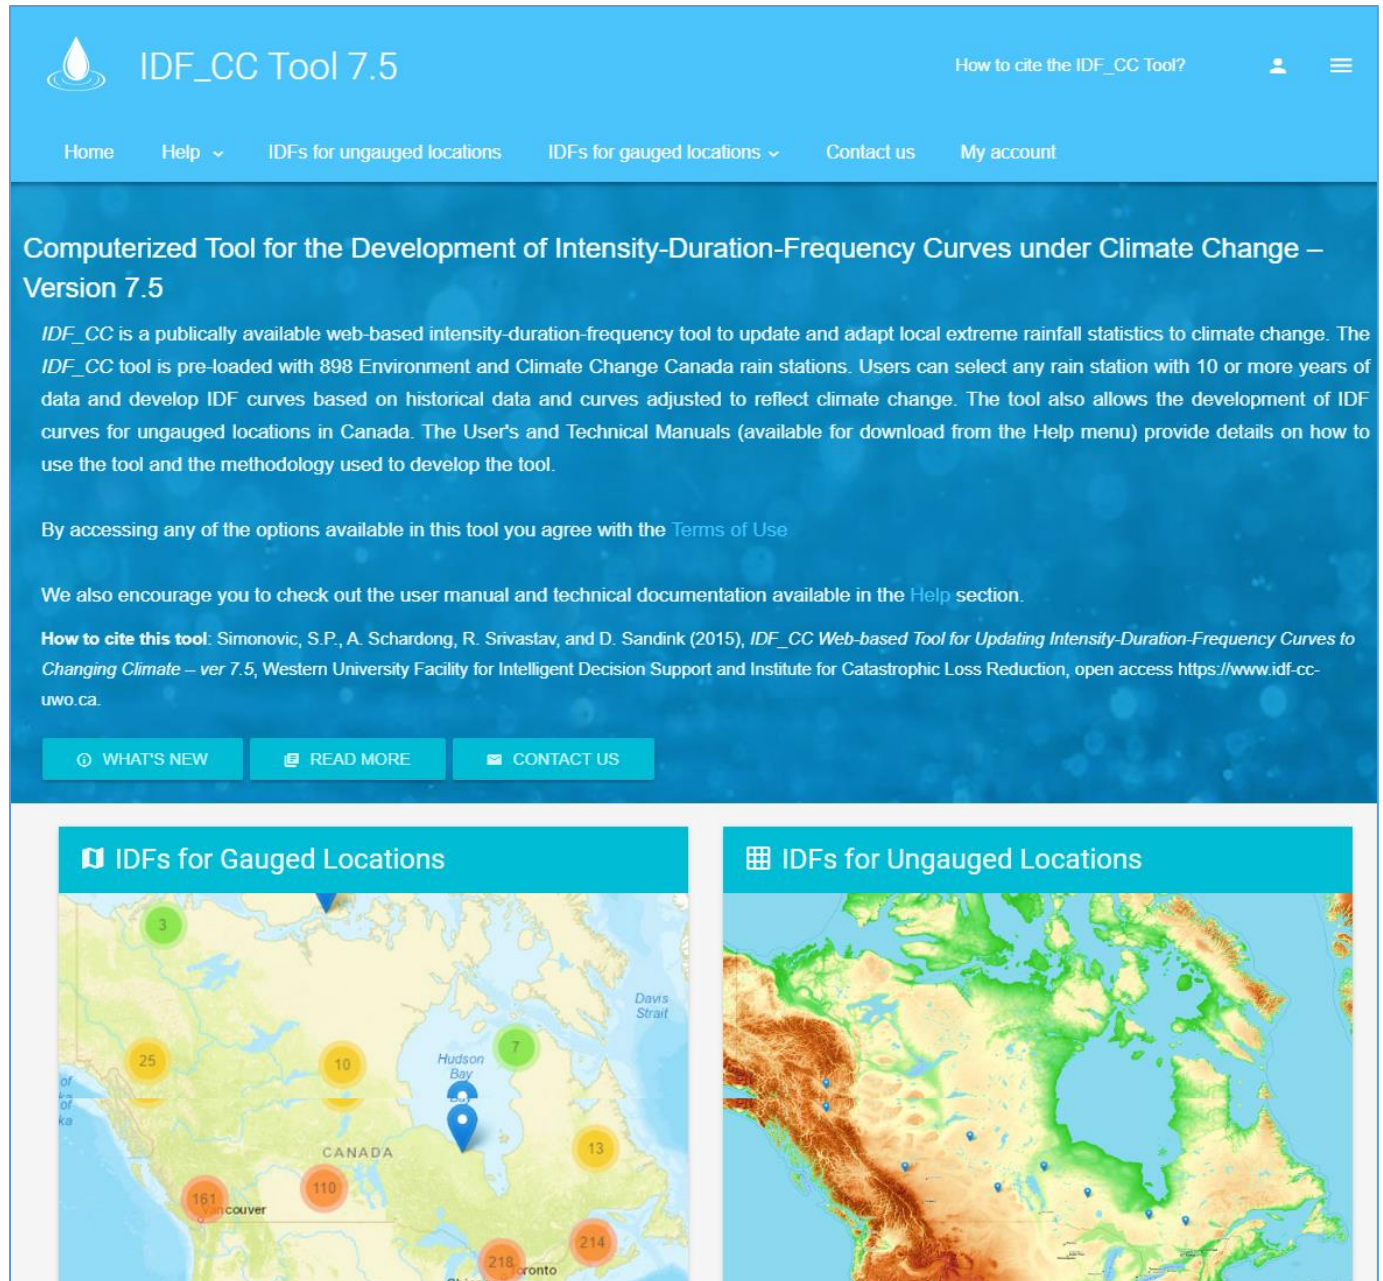 IDF_CC Tool 7.5
How to cite the IDF_CC Tool?
Home
Help
IDFs for ungauged locations
IDFs for gauged locations
Contact us
My account
Computerized Tool for the Development of Intensity-Duration-Frequency Curves under Climate Change –
Version 7.5
IDF_CC is a publically available web-based intensity-duration-frequency tool to update and adapt local extreme rainfall statistics to climate change. The
IDF_CC tool is pre-loaded with 898 Environment and Climate Change Canada rain stations. Users can select any rain station with 10 or more years of
data and develop IDF curves based on historical data and curves adjusted to reflect climate change. The tool also allows the development of IDF
curves for ungauged locations in Canada. The User's and Technical Manuals (available for download from the Help menu) provide details on how to
use the tool and the methodology used to develop the tool.
By accessing any of the options available in this tool you agree with the Terms of Use
We also encourage you to check out the user manual and technical documentation available in the Help section.
How to cite this tool: Simonovic, S.P., A. Schardong, R. Srivastav, and D. Sandink (2015), IDF_CC Web-based Tool for Updating Intensity-Duration-Frequency Curves to
Changing Climate – ver 7.5, Western University Facility for Intelligent Decision Support and Institute for Catastrophic Loss Reduction, open access https://www.idf-cc-
uwo.ca.
WHAT'S NEW
READ MORE
CONTACT US
IDFs for Gauged Locations
IDFs for Ungauged Locations
3
Davis
Strait
25
10
Hudson
Bay
7
of
of
ka
CANADA
13
161
110
couver
214
218
ronto